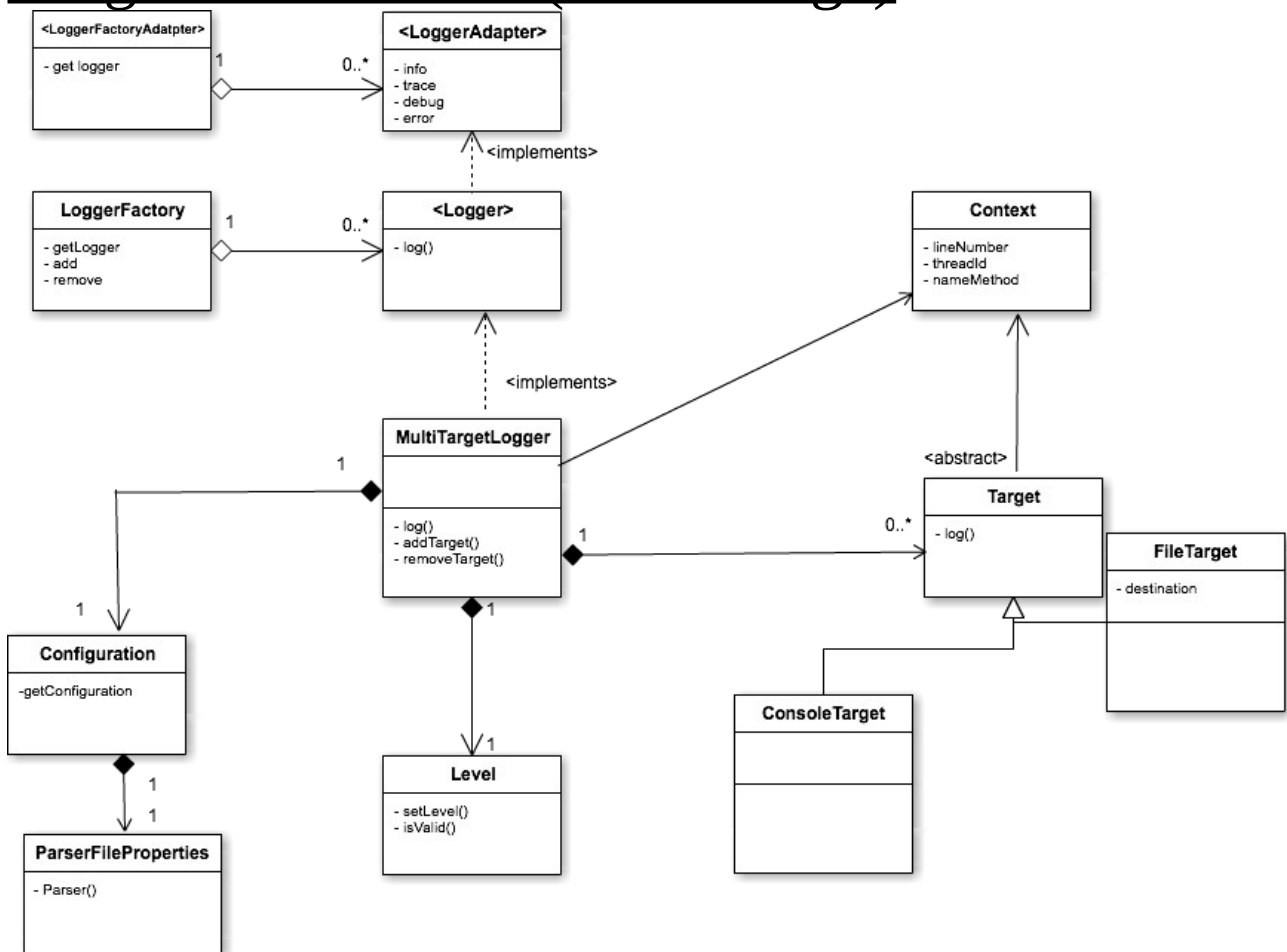 <LoggerFactoryAdatpter>
- get logger
1
0..*
<LoggerAdapter>
- info
- trace
- debug
- error
<implements>
LoggerFactory
- getLogger
- add
- remove
1
0..*
<Logger>
- log()
Context
- lineNumber
- threadId
- nameMethod
<implements>
MultiTargetLogger
- log()
- addTarget()
- removeTarget()
1
1
0..*
<abstract>
Target
- log()
FileTarget
- destination
1
1
Configuration
-getConfiguration
ConsoleTarget
1
Level
- setLevel()
- isValid()
1
1
ParserFileProperties
- Parser()